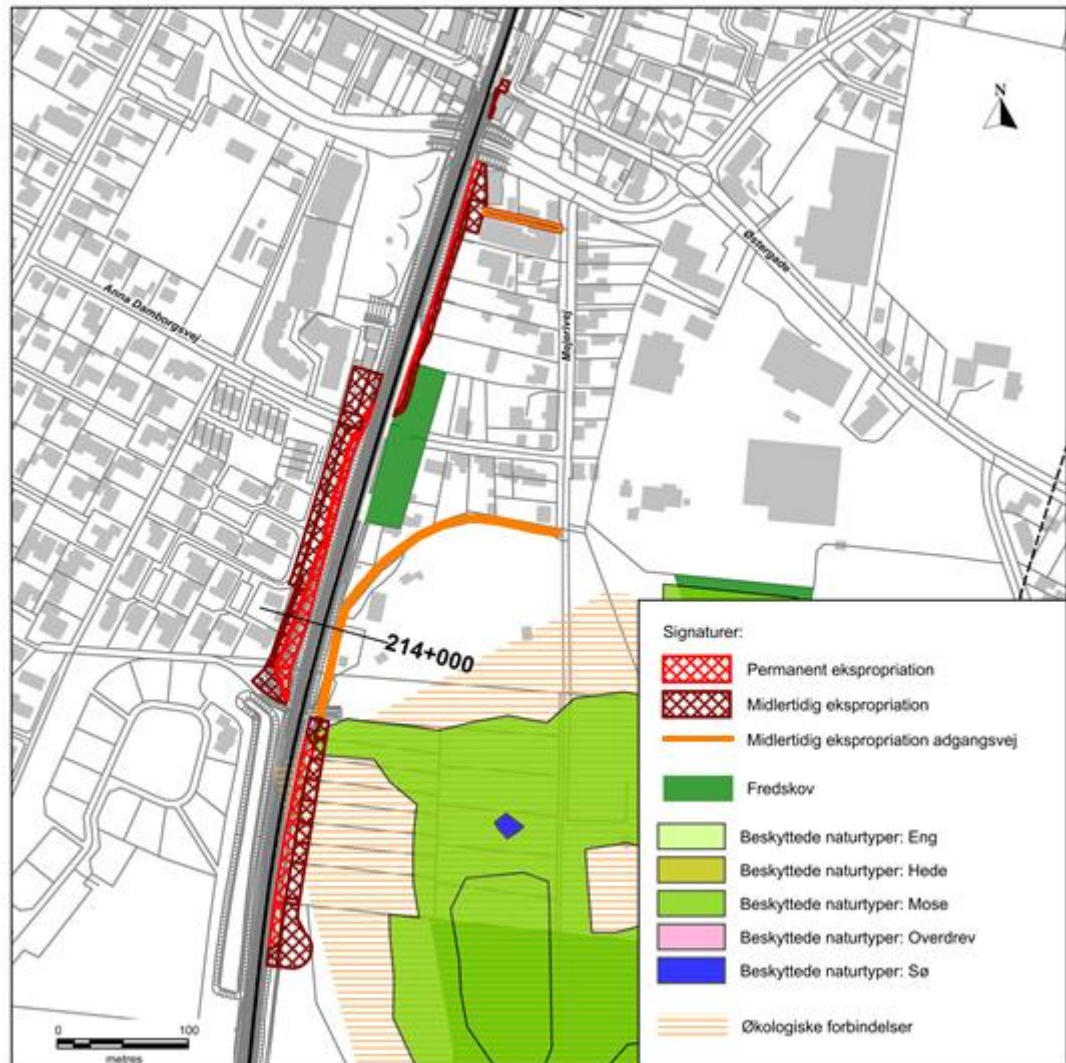 N
Østergade
Anna Damborgsvej
Mejerivej
214+000
Signaturer:
Permanent ekspropriation
Midlertidig ekspropriation
Midlertidig ekspropriation adgangsvej
Fredskov
Beskyttede naturtyper: Eng
Beskyttede naturtyper: Hede
Beskyttede naturtyper: Mose
Beskyttede naturtyper: Overdrev
Beskyttede naturtyper: Sø
Økologiske forbindelser
0 100
metres